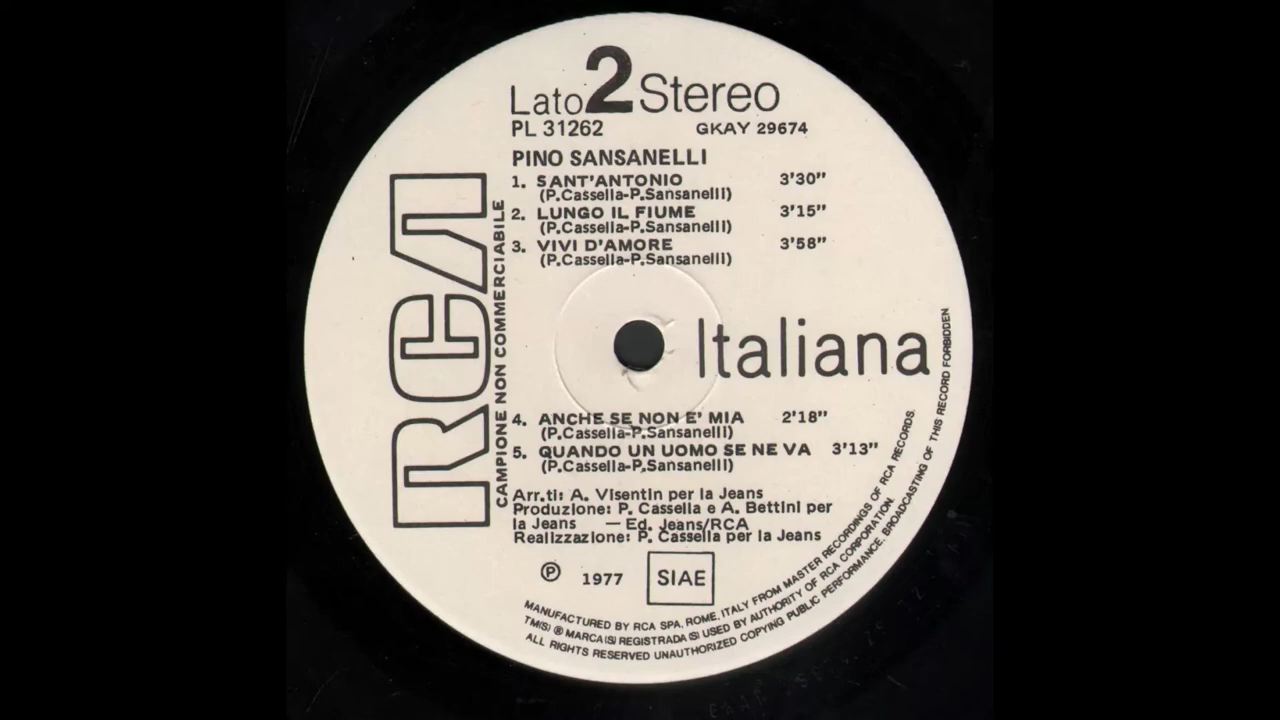 Lato 2 Stereo
PL 31262 GKAY 29674
PINO SANSANELLI
1. SANT'ANTONIO 3'30"
(P.Cassella-P.Sansanelli)
2. LUNGO IL FIUME 3'15"
(P.Cassella-P.Sansanelli)
3. VIVI D'AMORE 3'58"
(P.Cassella-P.Sansanelli)
RCA
CAMPIONE NON COMMERCIABILE
Italiana
4. ANCHE SE NON E' MIA 2'18"
(P.Cassella-P.Sansanelli)
5. QUANDO UN UOMO SE NE VA 3'13"
(P.Cassella-P.Sansanelli)
Arr.ti: A. Visentin per la Jeans
Produzione: P. Cassella e A. Bettini per
la Jeans — Ed. Jeans/RCA
Realizzazione: P. Cassella per la Jeans
℗ 1977 SIAE
MANUFACTURED BY RCA SPA, ROME, ITALY FROM MASTER RECORDINGS OF RCA RECORDS.
TM(S) ® MARCA(S) REGISTRADA(S) USED BY AUTHORITY OF RCA CORPORATION.
ALL RIGHTS RESERVED UNAUTHORIZED COPYING PUBLIC PERFORMANCE, BROADCASTING OF THIS RECORD FORBIDDEN